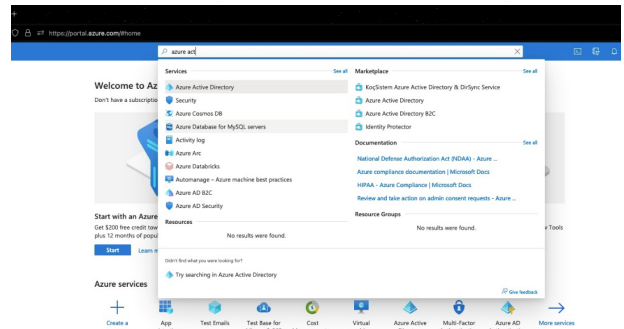 https://portal.azure.com/#home
azure act
Services
See all
Azure Active Directory
Security
Azure Cosmos DB
Azure Database for MySQL servers
Activity log
Azure Arc
Azure Databricks
Automanage – Azure machine best practices
Azure AD B2C
Azure AD Security
Resources
No results were found.
Marketplace
See all
KoçSistem Azure Active Directory & DirSync Service
Azure Active Directory
Azure Active Directory B2C
Identity Protector
Documentation
See all
National Defense Authorization Act (NDAA) - Azure ...
Azure compliance documentation | Microsoft Docs
HIPAA - Azure Compliance | Microsoft Docs
Review and take action on admin consent requests - Azure ...
Resource Groups
No results were found.
Didn't find what you were looking for?
Try searching in Azure Active Directory
Give feedback
Welcome to Az
Don't have a subscriptio
Start with an Azure
Get $200 free credit tow
plus 12 months of popul
Start
Learn m
y Tools
Azure services
Create a
App
Test Emails
Test Base for
Cost
Virtual
Azure Active
Multi-Factor
Azure AD
More services